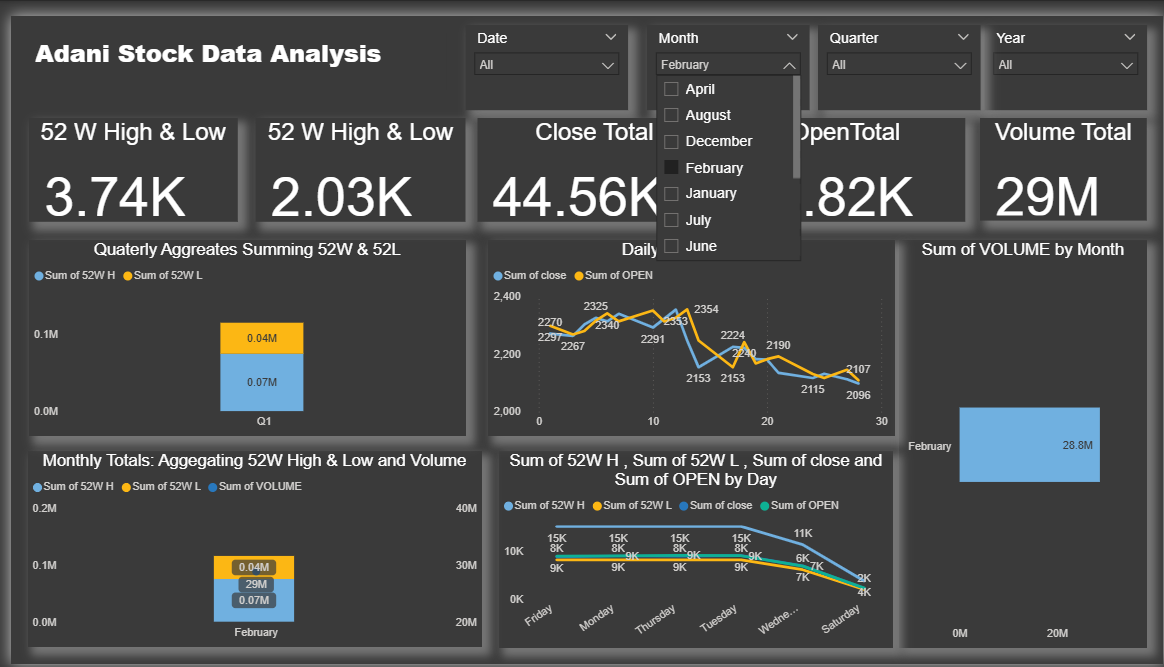 Adani Stock Data Analysis
Date
All
Month
February
April
August
December
February
January
July
June
Quarter
All
Year
All
52 W High & Low
3.74K
52 W High & Low
2.03K
Close Total
44.56K
OpenTotal
.82K
Volume Total
29M
Quaterly Aggreates Summing 52W & 52L
Sum of 52W H Sum of 52W L
0.1M
0.0M
0.04M
0.07M
Q1
Daily
Sum of close Sum of OPEN
2,400
2,200
2,000
2270
2297
2267
2325
2340
2291
2353
2354
2153
2224
2240
2153
2190
2115
2107
2096
0 10 20 30
Sum of VOLUME by Month
February
28.8M
0M 20M
Monthly Totals: Aggegating 52W High & Low and Volume
Sum of 52W H Sum of 52W L Sum of VOLUME
0.2M
0.1M
0.0M
40M
30M
20M
0.04M
29M
0.07M
February
Sum of 52W H , Sum of 52W L , Sum of close and
Sum of OPEN by Day
Sum of 52W H Sum of 52W L Sum of close Sum of OPEN
10K
0K
15K 15K 15K 15K 11K
8K 8K 8K 8K 6K 2K
9K 9K 9K 9K 7K
9K 9K 9K 9K 7K 4K
Friday Monday Thursday Tuesday Wedne... Saturday